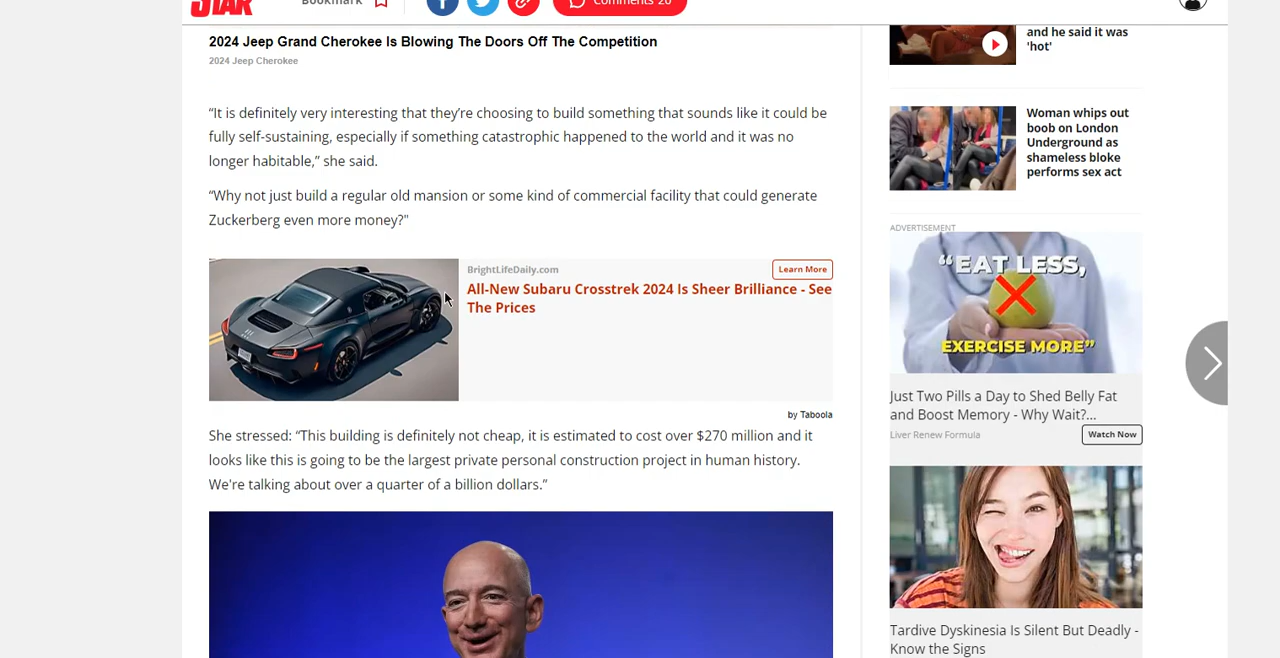 STAR
Bookmark
Comments 20
2024 Jeep Grand Cherokee Is Blowing The Doors Off The Competition
2024 Jeep Cherokee
“It is definitely very interesting that they’re choosing to build something that sounds like it could be
fully self-sustaining, especially if something catastrophic happened to the world and it was no
longer habitable,” she said.
“Why not just build a regular old mansion or some kind of commercial facility that could generate
Zuckerberg even more money?"
BrightLifeDaily.com
Learn More
All-New Subaru Crosstrek 2024 Is Sheer Brilliance - See
The Prices
by Taboola
She stressed: “This building is definitely not cheap, it is estimated to cost over $270 million and it
looks like this is going to be the largest private personal construction project in human history.
We're talking about over a quarter of a billion dollars.”
and he said it was
'hot'
Woman whips out
boob on London
Underground as
shameless bloke
performs sex act
ADVERTISEMENT
“EAT LESS,
EXERCISE MORE”
Just Two Pills a Day to Shed Belly Fat
and Boost Memory - Why Wait?...
Liver Renew Formula
Watch Now
Tardive Dyskinesia Is Silent But Deadly -
Know the Signs